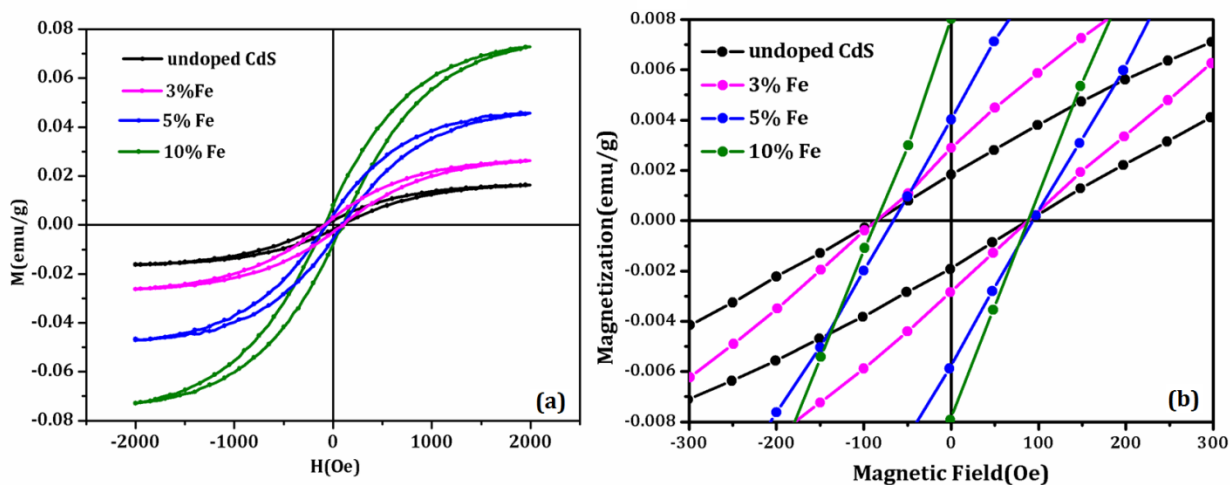 0.08
0.06
0.04
0.02
0.00
-0.02
-0.04
-0.06
-0.08
M(emu/g)
undoped CdS
3%Fe
5% Fe
10% Fe
(a)
-2000 -1000 0 1000 2000
H(Oe)
0.008
0.006
0.004
0.002
0.000
-0.002
-0.004
-0.006
-0.008
Magnetization(emu/g)
undoped CdS
3% Fe
5% Fe
10% Fe
(b)
-300 -200 -100 0 100 200 300
Magnetic Field(Oe)